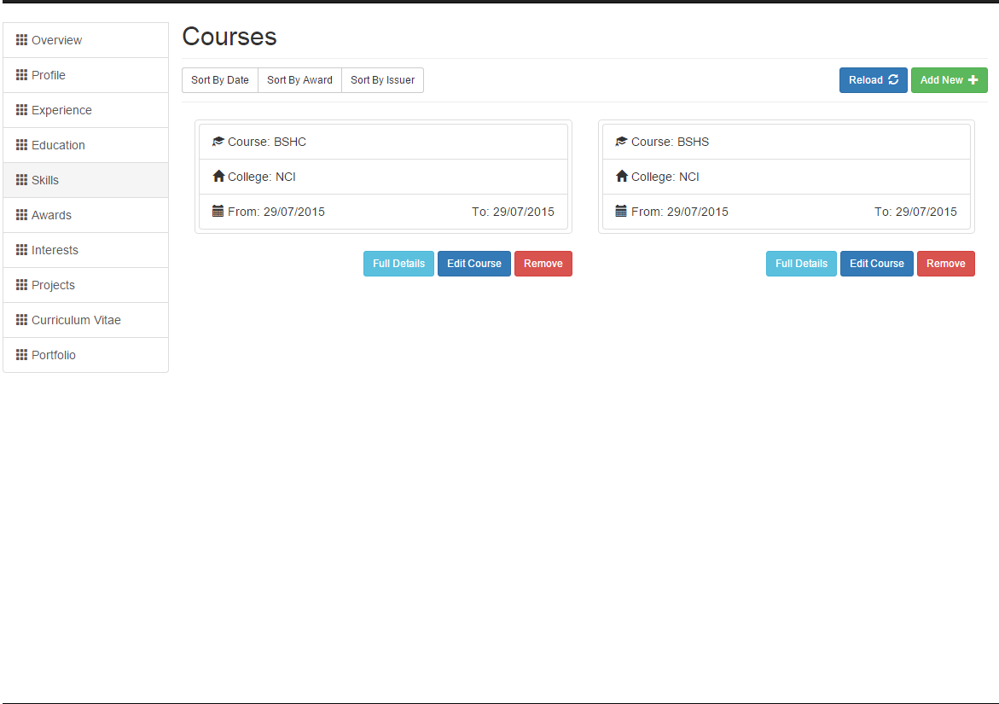 Overview
Profile
Experience
Education
Skills
Awards
Interests
Projects
Curriculum Vitae
Portfolio
Courses
Sort By Date Sort By Award Sort By Issuer Reload Add New
Course: BSHC
College: NCI
From: 29/07/2015 To: 29/07/2015
Full Details Edit Course Remove
Course: BSHS
College: NCI
From: 29/07/2015 To: 29/07/2015
Full Details Edit Course Remove